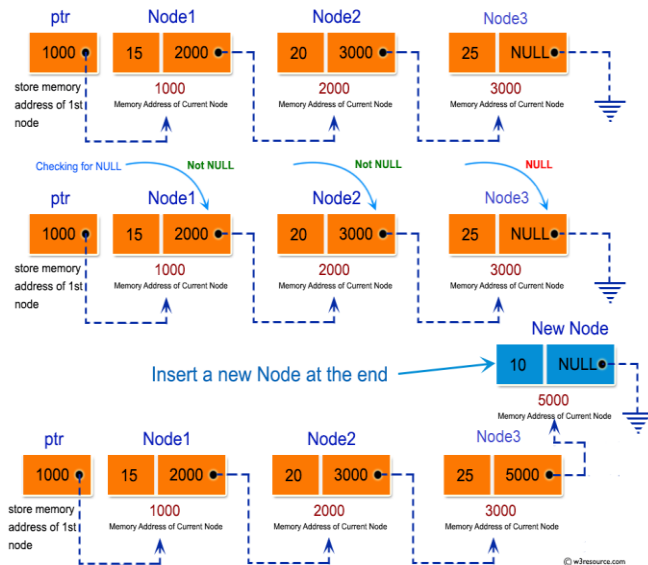 ptr Node1 Node2 Node3
1000 15 2000 20 3000 25 NULL
store memory
address of 1st
node
1000 2000 3000
Memory Address of Current Node Memory Address of Current Node Memory Address of Current Node
Checking for NULL Not NULL Not NULL NULL
ptr Node1 Node2 Node3
1000 15 2000 20 3000 25 NULL
store memory
address of 1st
node
1000 2000 3000
Memory Address of Current Node Memory Address of Current Node Memory Address of Current Node
New Node
10 NULL
Insert a new Node at the end
5000
Memory Address of Current Node
ptr Node1 Node2 Node3
1000 15 2000 20 3000 25 5000
store memory
address of 1st
node
1000 2000 3000
Memory Address of Current Node Memory Address of Current Node Memory Address of Current Node
© w3resource.com